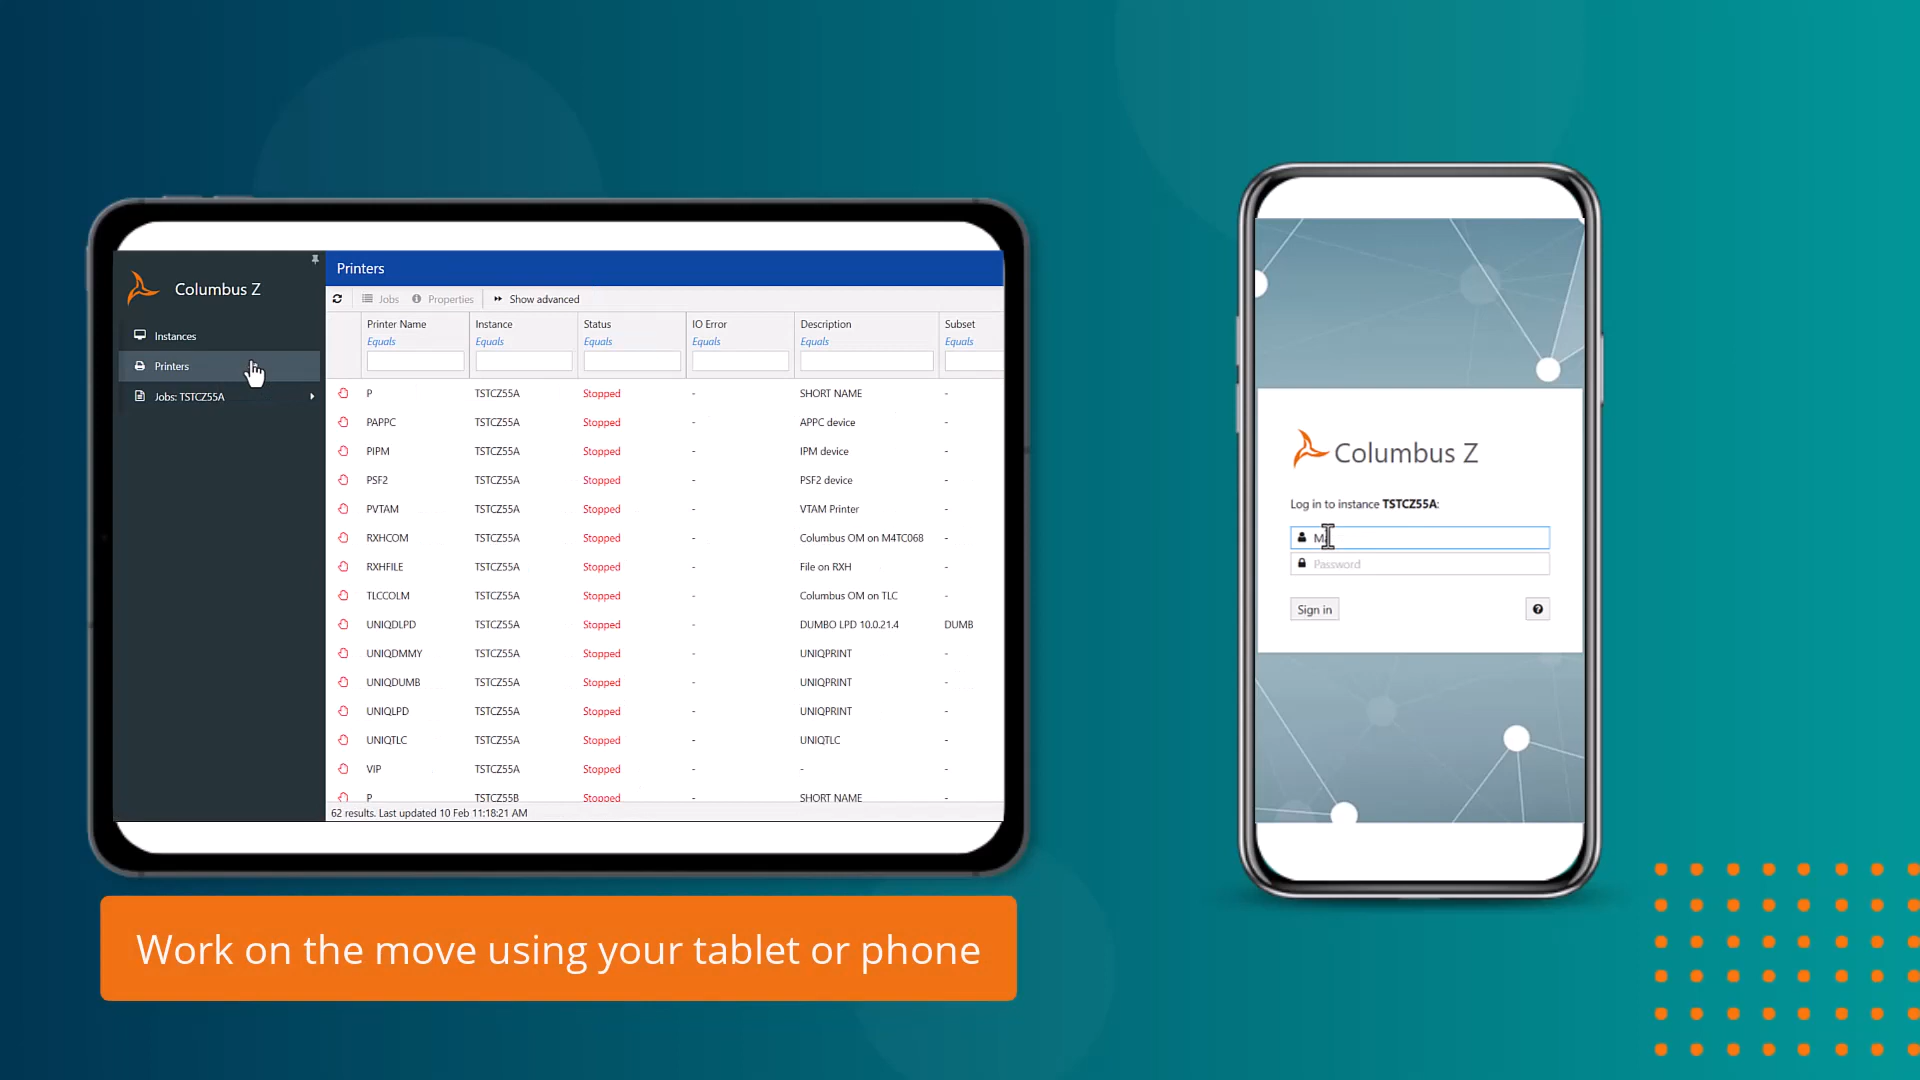 Columbus Z
Instances
Printers
Jobs: TSTCZ55A
Printers
Jobs Properties Show advanced
Printer Name Instance Status IO Error Description Subset
Equals Equals Equals Equals Equals Equals
P TSTCZ55A Stopped - SHORT NAME -
PAPPC TSTCZ55A Stopped - APPC device -
PIPM TSTCZ55A Stopped - IPM device -
PSF2 TSTCZ55A Stopped - PSF2 device -
PVTAM TSTCZ55A Stopped - VTAM Printer -
RXHCOM TSTCZ55A Stopped - Columbus OM on M4TC068 -
RXHFILE TSTCZ55A Stopped - File on RXH -
TLCCOLM TSTCZ55A Stopped - Columbus OM on TLC -
UNIQDLPD TSTCZ55A Stopped - DUMBO LPD 10.0.21.4 DUMB
UNIQDMMY TSTCZ55A Stopped - UNIQPRINT -
UNIQDUMB TSTCZ55A Stopped - UNIQPRINT -
UNIQLPD TSTCZ55A Stopped - UNIQPRINT -
UNIQTLC TSTCZ55A Stopped - UNIQTLC -
VIP TSTCZ55A Stopped - - -
P TSTCZ55B Stopped - SHORT NAME -
62 results. Last updated 10 Feb 11:18:21 AM
Columbus Z
Log in to instance TSTCZ55A:
Password
Sign in
Work on the move using your tablet or phone